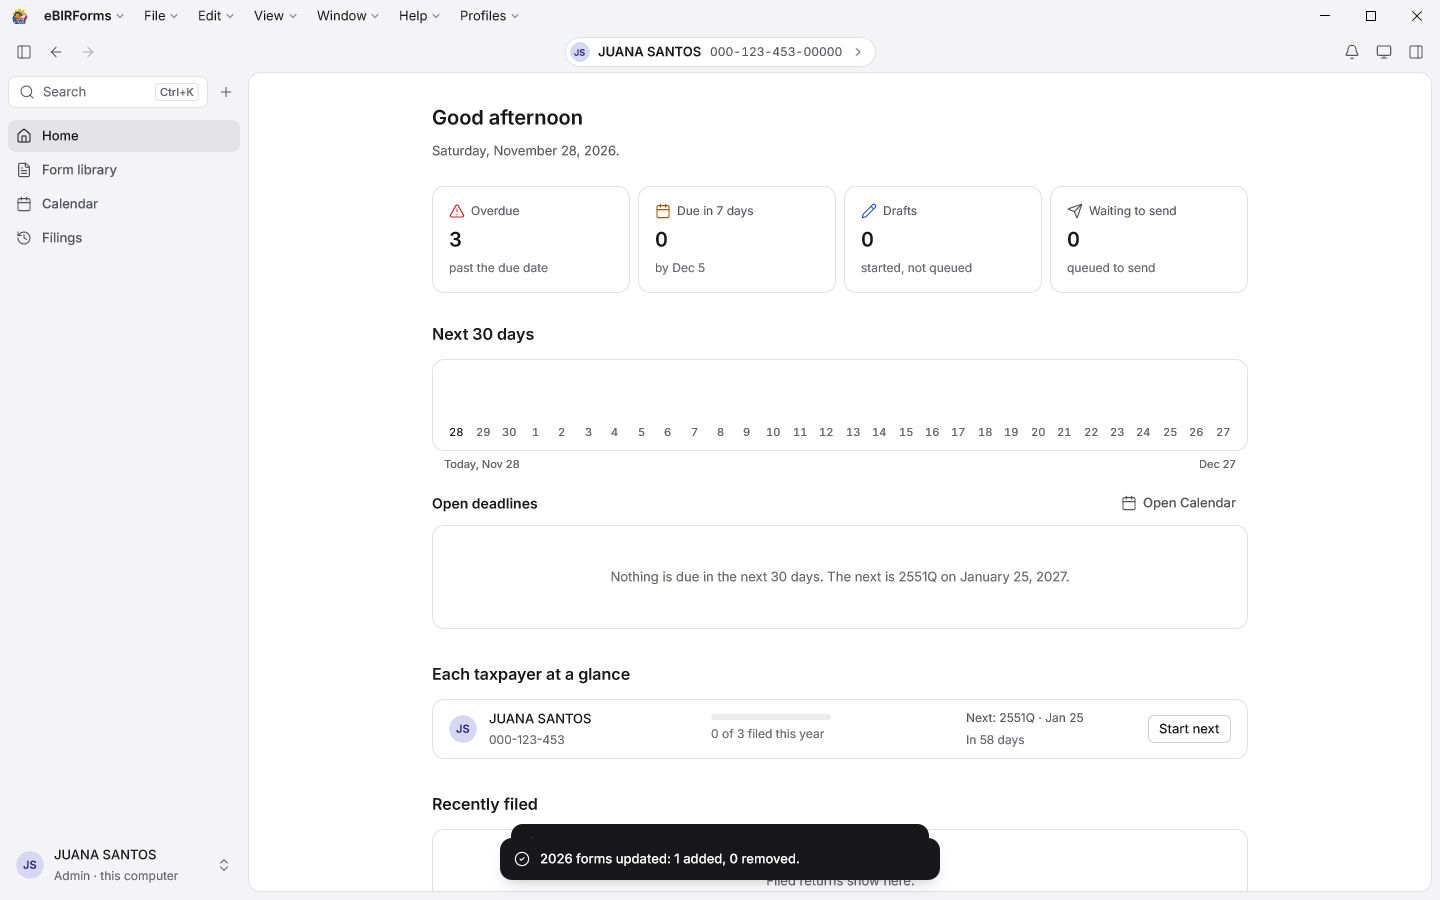 eBIRForms File Edit View Window Help Profiles
JS JUANA SANTOS 000-123-453-00000
Search Ctrl+K
Home
Form library
Calendar
Filings
Good afternoon
Saturday, November 28, 2026.
Overdue
3
past the due date
Due in 7 days
0
by Dec 5
Drafts
0
started, not queued
Waiting to send
0
queued to send
Next 30 days
28 29 30 1 2 3 4 5 6 7 8 9 10 11 12 13 14 15 16 17 18 19 20 21 22 23 24 25 26 27
Today, Nov 28 Dec 27
Open deadlines Open Calendar
Nothing is due in the next 30 days. The next is 2551Q on January 25, 2027.
Each taxpayer at a glance
JS JUANA SANTOS
000-123-453
0 of 3 filed this year
Next: 2551Q · Jan 25
In 58 days
Start next
Recently filed
2026 forms updated: 1 added, 0 removed.
Filed returns show here.
JS JUANA SANTOS
Admin · this computer